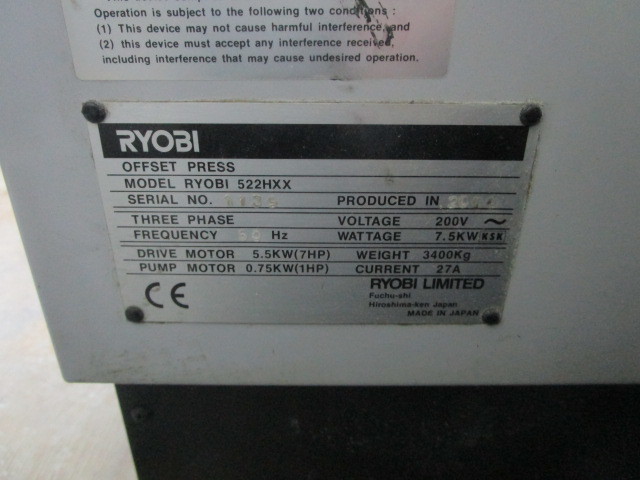 Operation is subject to the following two conditions :
(1) This device may not cause harmful interference, and
(2) this device must accept any interference received,
including interference that may cause undesired operation.
RYOBI
OFFSET PRESS
MODEL RYOBI 522HXX
SERIAL NO. PRODUCED IN
THREE PHASE VOLTAGE 200V ~
FREQUENCY Hz WATTAGE 7.5KW KSK
DRIVE MOTOR 5.5KW(7HP) WEIGHT 3400Kg
PUMP MOTOR 0.75KW(1HP) CURRENT 27A
CE
RYOBI LIMITED
Fuchu-shi
Hiroshima-ken Japan
MADE IN JAPAN